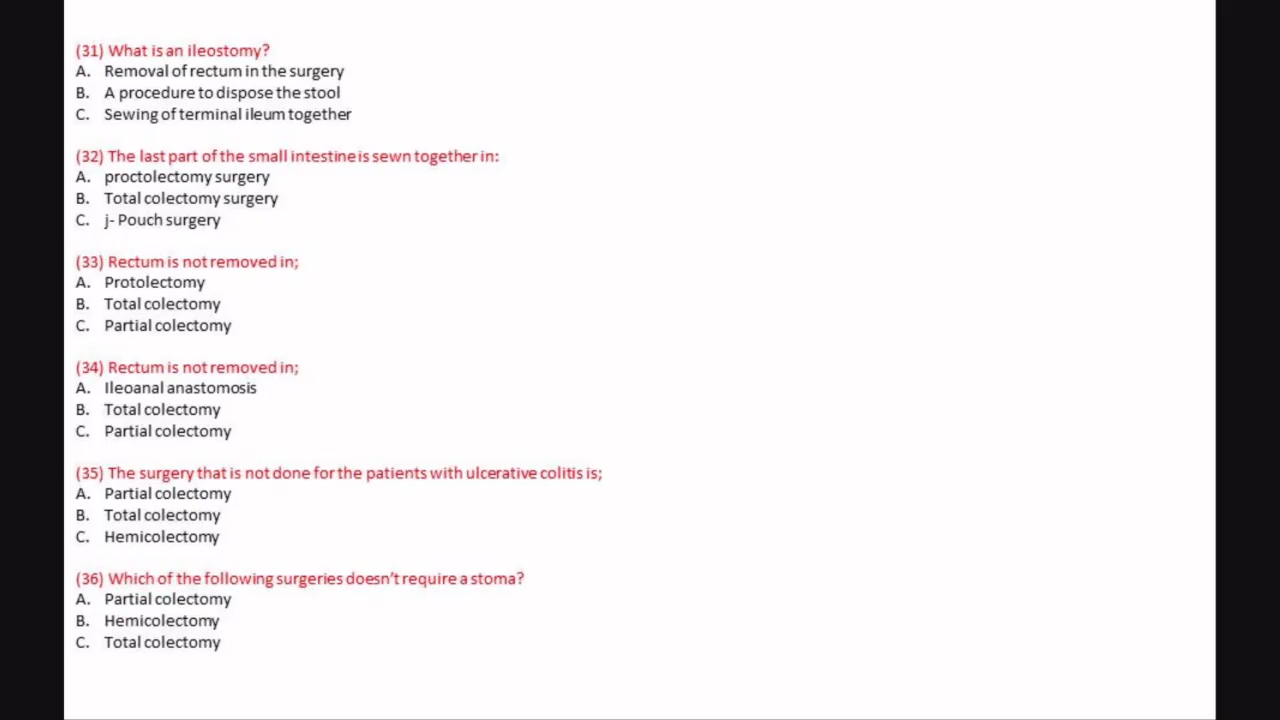 (31) What is an ileostomy?
A. Removal of rectum in the surgery
B. A procedure to dispose the stool
C. Sewing of terminal ileum together
(32) The last part of the small intestine is sewn together in:
A. proctolectomy surgery
B. Total colectomy surgery
C. j- Pouch surgery
(33) Rectum is not removed in;
A. Protolectomy
B. Total colectomy
C. Partial colectomy
(34) Rectum is not removed in;
A. Ileoanal anastomosis
B. Total colectomy
C. Partial colectomy
(35) The surgery that is not done for the patients with ulcerative colitis is;
A. Partial colectomy
B. Total colectomy
C. Hemicolectomy
(36) Which of the following surgeries doesn't require a stoma?
A. Partial colectomy
B. Hemicolectomy
C. Total colectomy